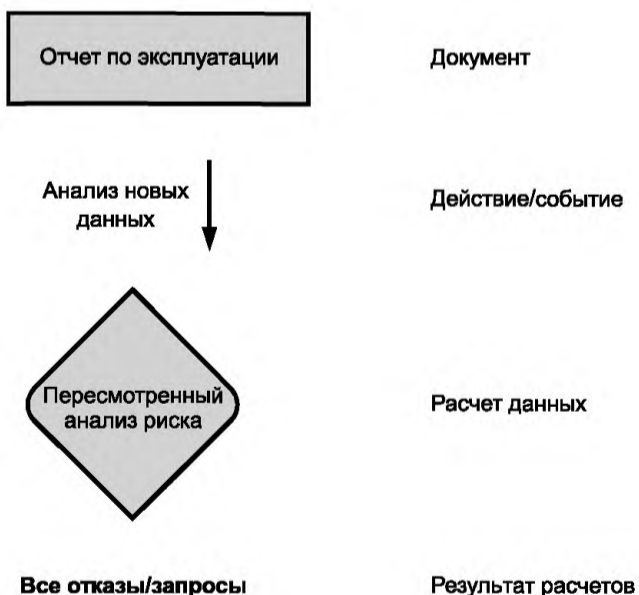 Отчет по эксплуатации
Документ
Анализ новых
данных
Действие/событие
Пересмотренный
анализ риска
Расчет данных
Все отказы/запросы
Результат расчетов